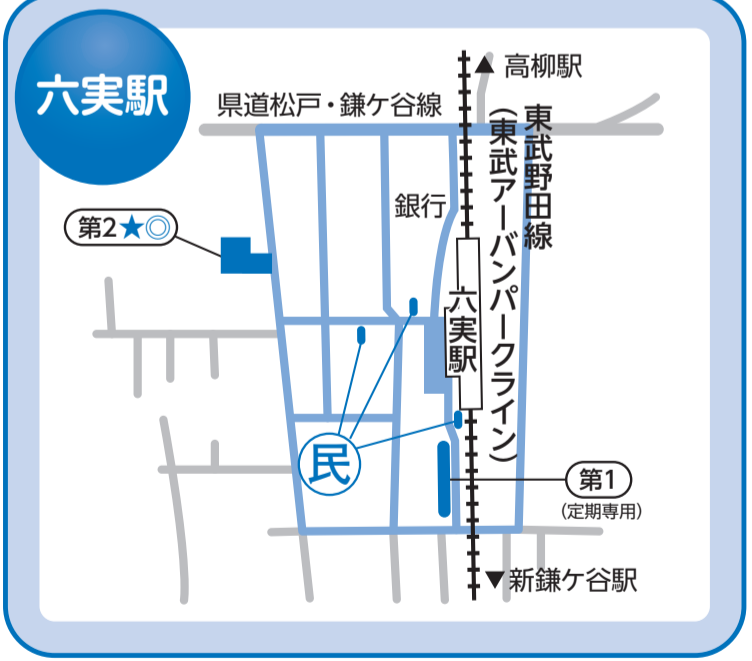 六実駅
▲高柳駅
県道松戸・鎌ケ谷線
東武野田線
（東武アーバンパークライン）
銀行
第2★◎
六実駅
民
第1
（定期専用）
▼新鎌ケ谷駅